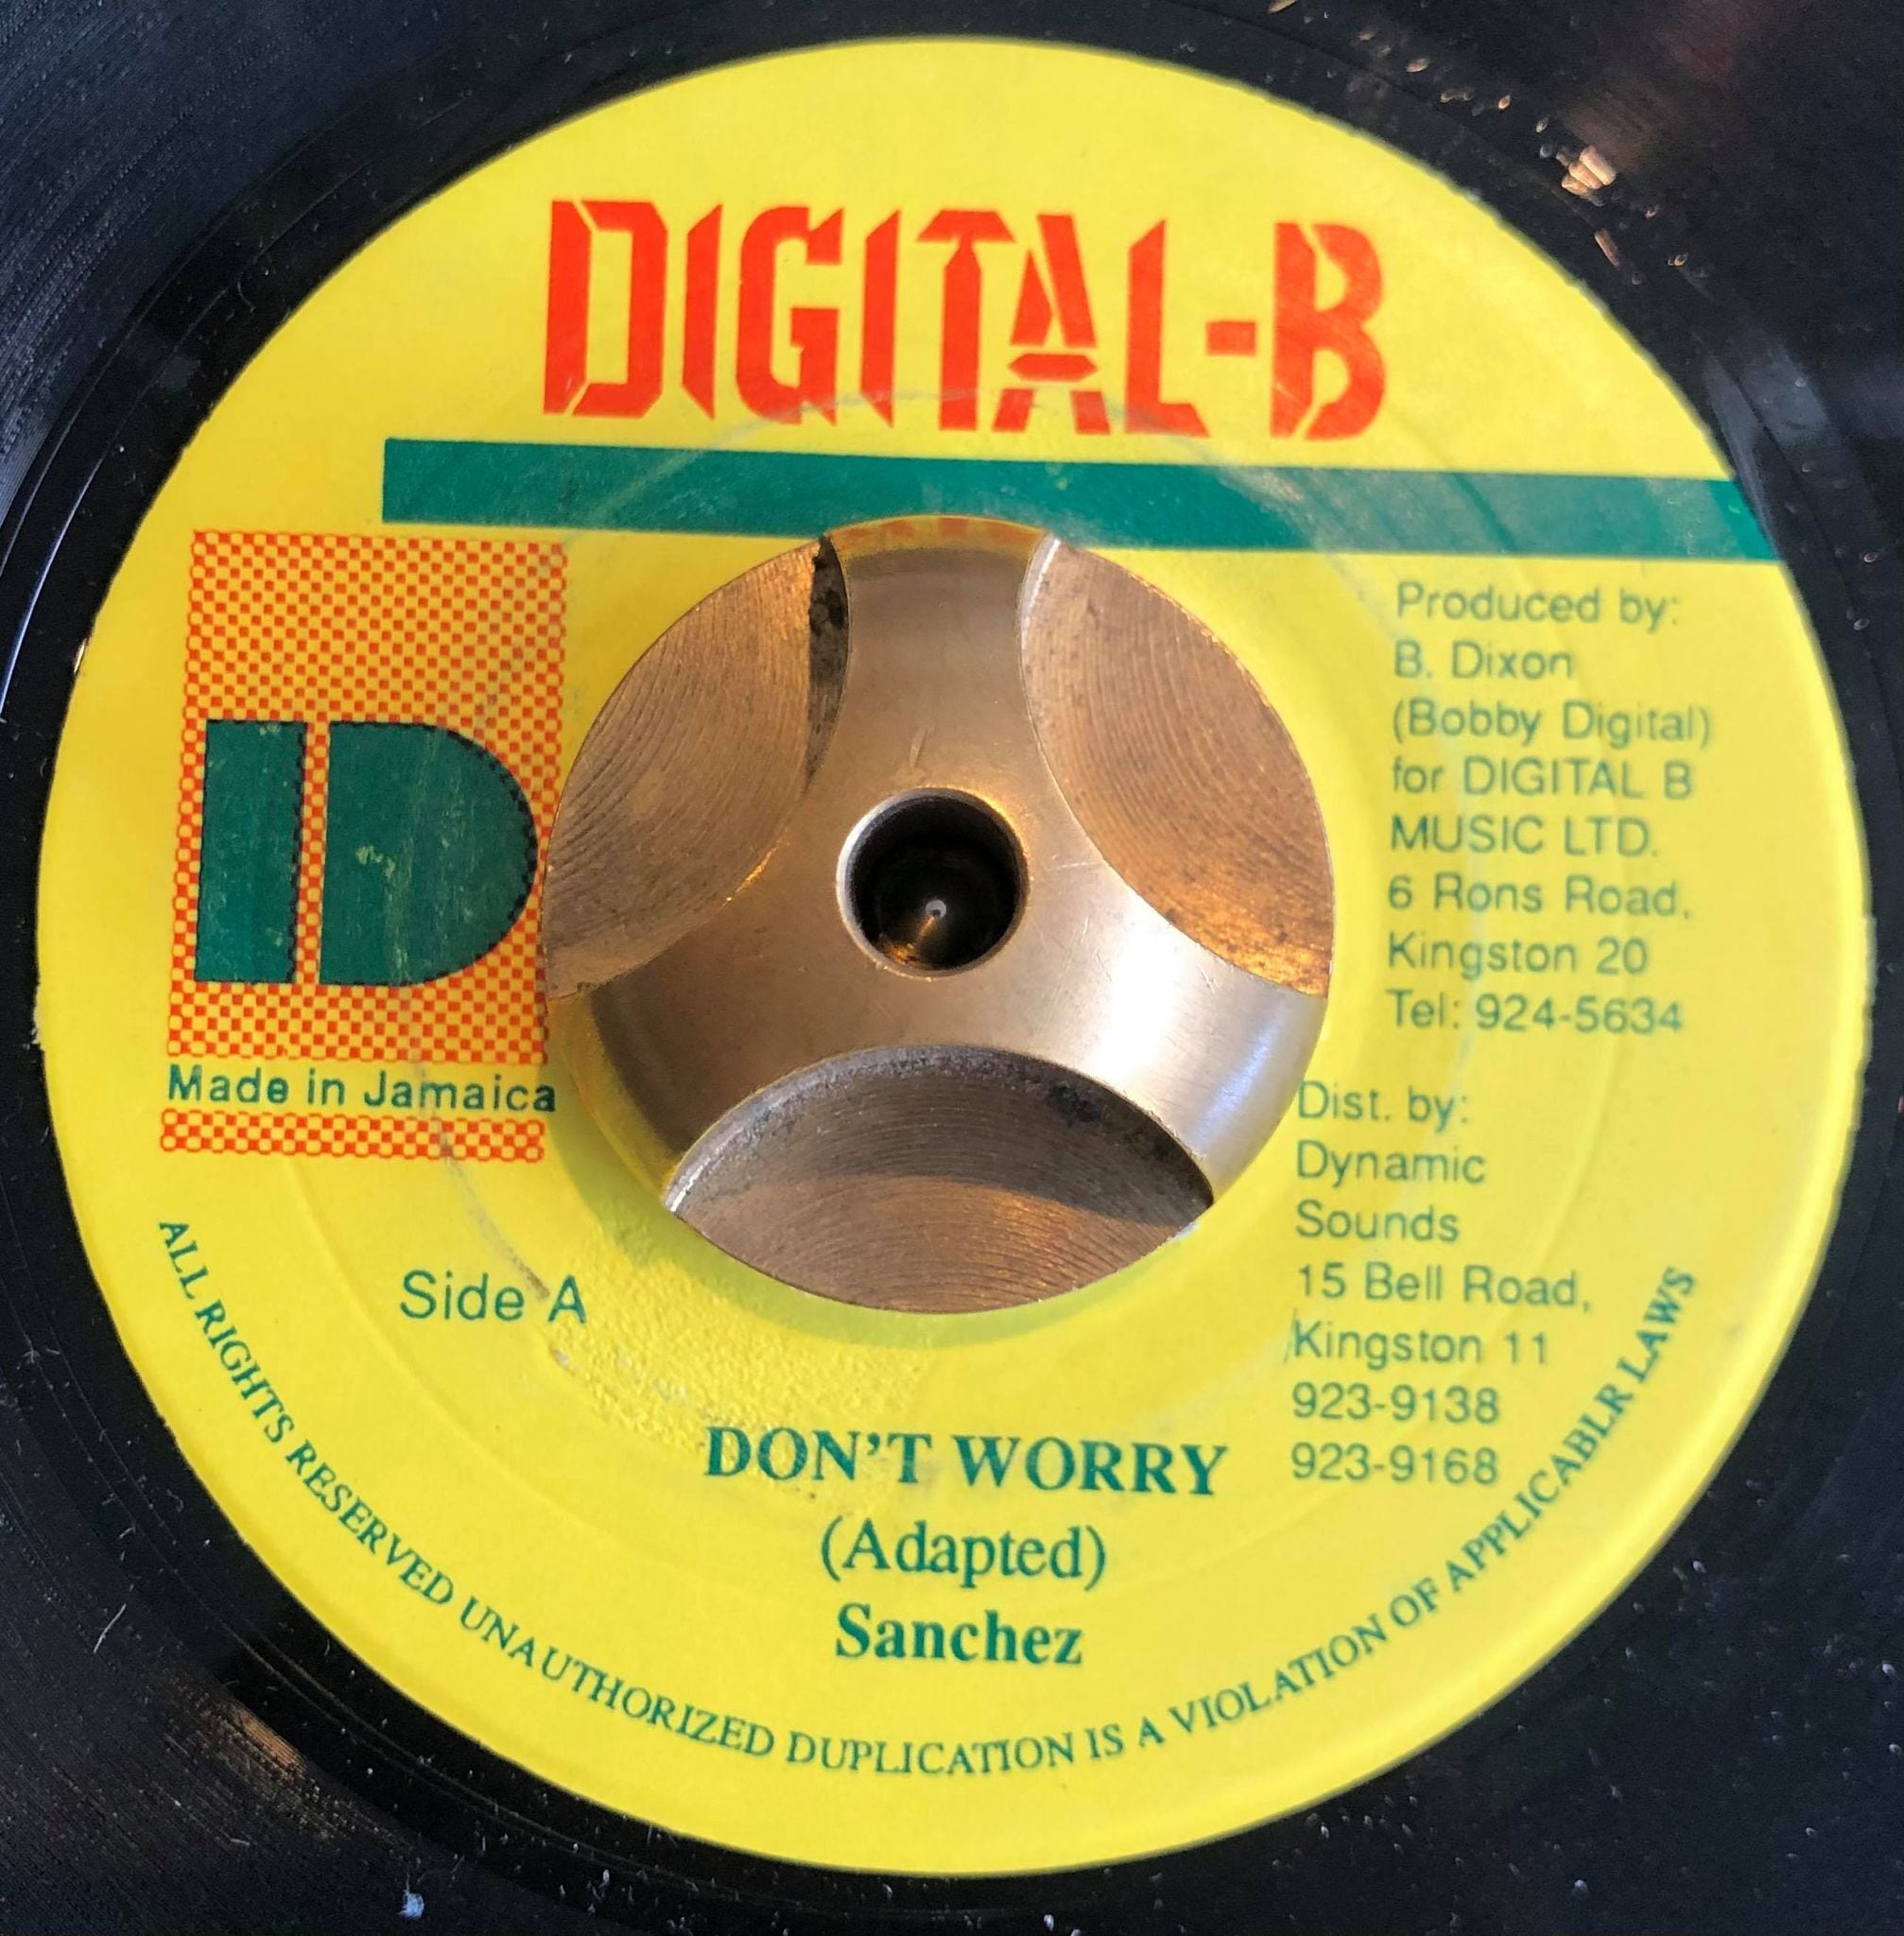 DIGITAL-B
Produced by:
B. Dixon
(Bobby Digital)
for DIGITAL B
MUSIC LTD.
6 Rons Road,
Kingston 20
Tel: 924-5634
D
Made in Jamaica
Dist. by:
Dynamic
Sounds
15 Bell Road,
Kingston 11
923-9138
923-9168
Side A
DON'T WORRY
(Adapted)
Sanchez
ALL RIGHTS RESERVED UNAUTHORIZED DUPLICATION IS A VIOLATION OF APPLICABLR LAWS